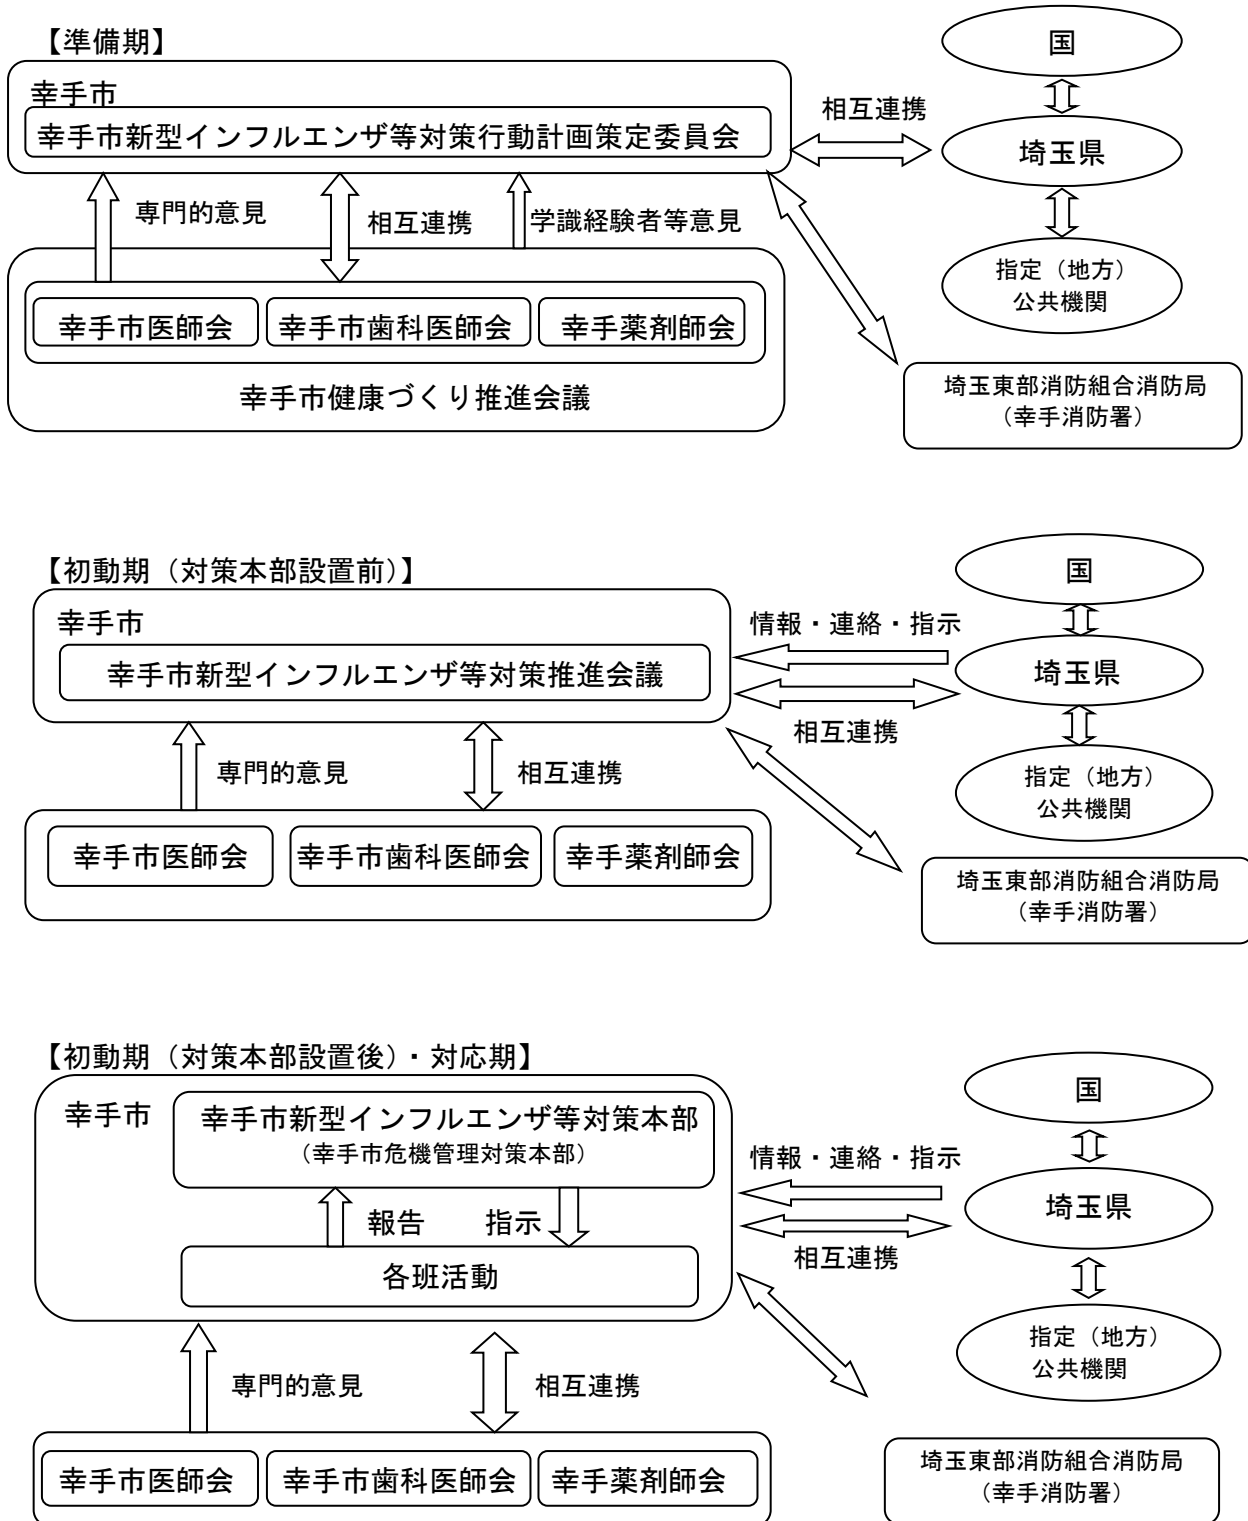 【準備期】
幸手市
幸手市新型インフルエンザ等対策行動計画策定委員会
専門的意見
相互連携
学識経験者等意見
幸手市医師会
幸手市歯科医師会
幸手薬剤師会
幸手市健康づくり推進会議
相互連携
国
埼玉県
指定（地方）
公共機関
埼玉東部消防組合消防局
（幸手消防署）
【初動期（対策本部設置前）】
幸手市
幸手市新型インフルエンザ等対策推進会議
専門的意見
相互連携
幸手市医師会
幸手市歯科医師会
幸手薬剤師会
情報・連絡・指示
相互連携
国
埼玉県
指定（地方）
公共機関
埼玉東部消防組合消防局
（幸手消防署）
【初動期（対策本部設置後）・対応期】
幸手市
幸手市新型インフルエンザ等対策本部
（幸手市危機管理対策本部）
報告
指示
各班活動
専門的意見
相互連携
幸手市医師会
幸手市歯科医師会
幸手薬剤師会
情報・連絡・指示
相互連携
国
埼玉県
指定（地方）
公共機関
埼玉東部消防組合消防局
（幸手消防署）